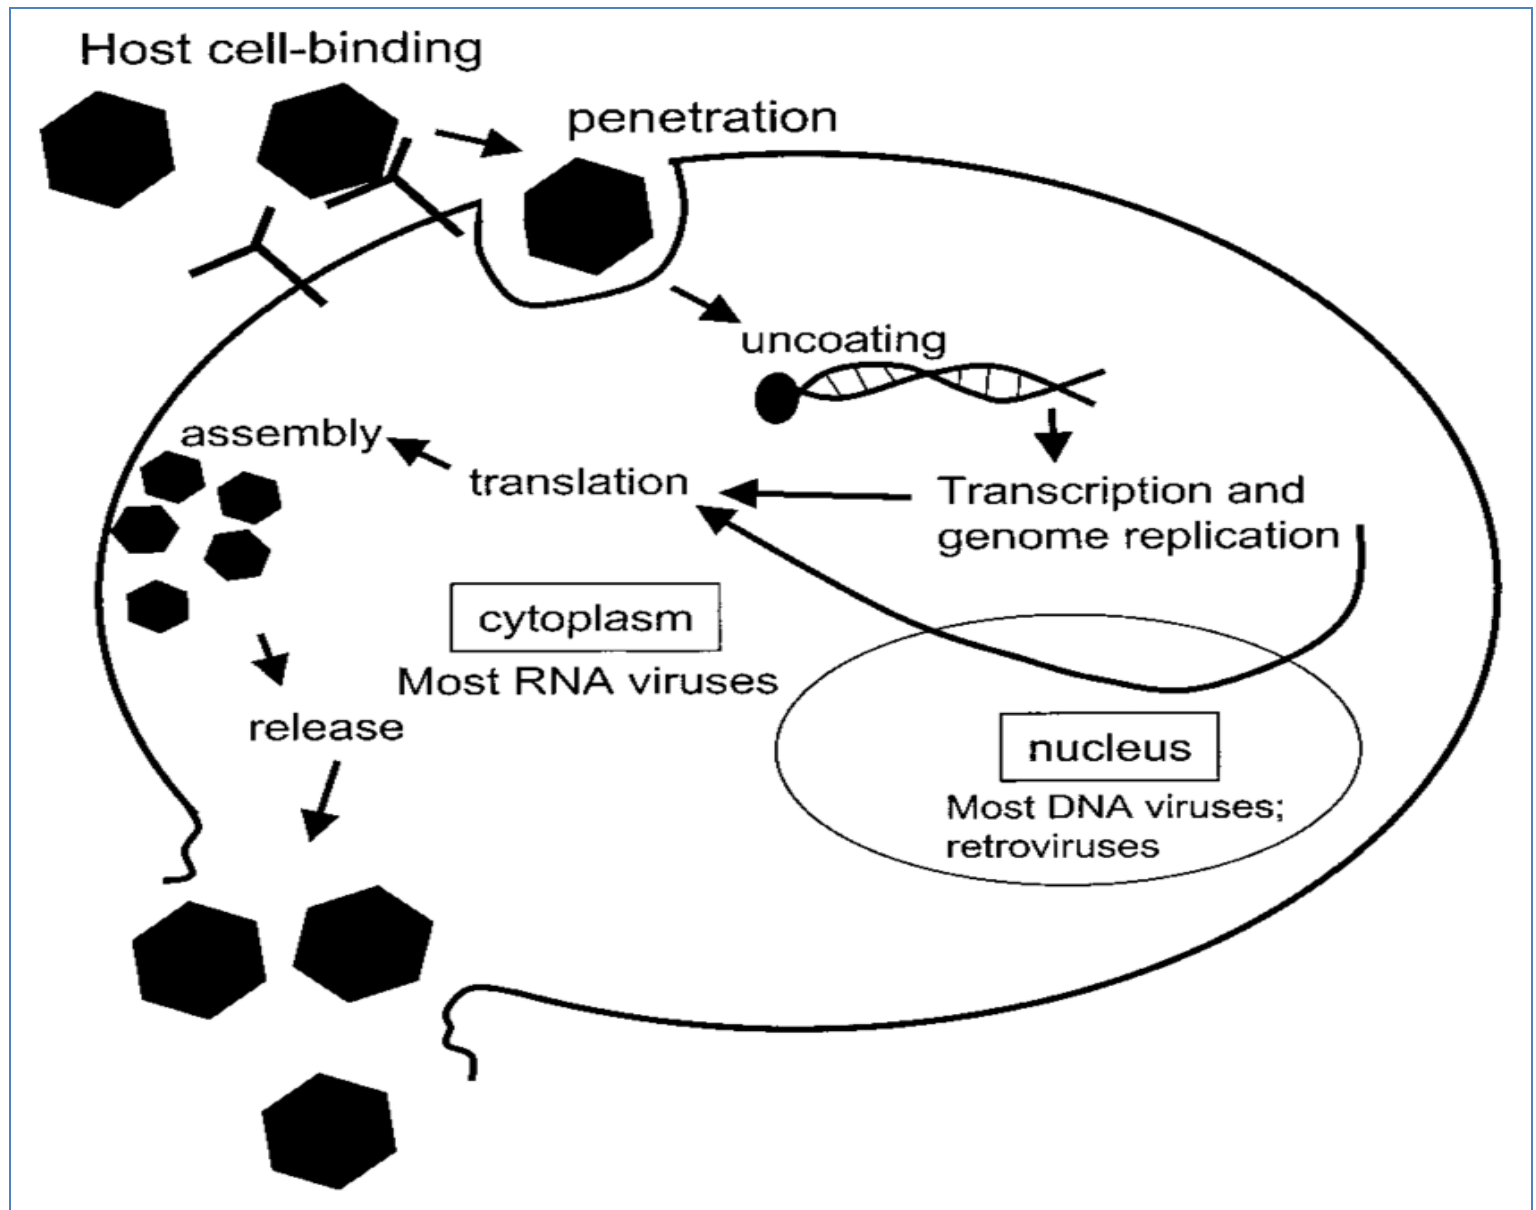 Host cell-binding
penetration
uncoating
assembly
translation
Transcription and
genome replication
cytoplasm
Most RNA viruses
release
nucleus
Most DNA viruses;
retroviruses